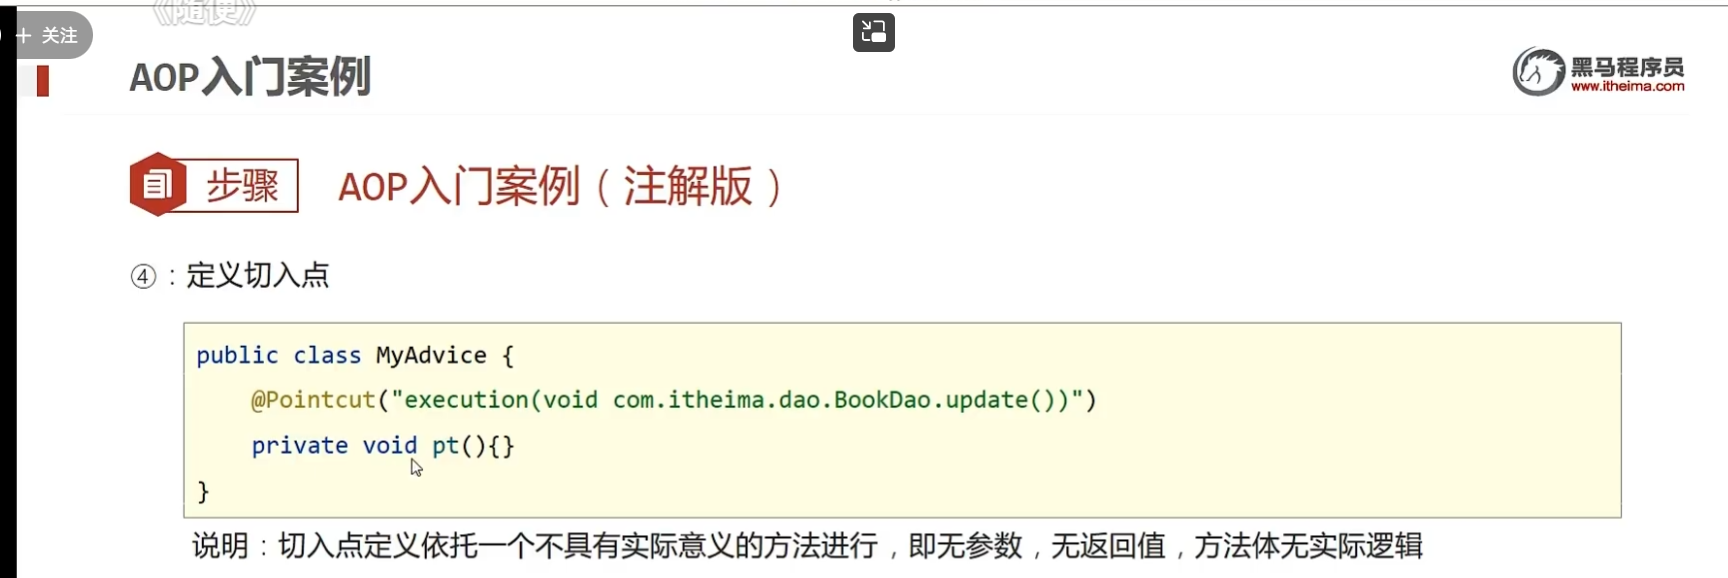 《随便》
+ 关注
AOP入门案例
黑马程序员
www.itheima.com
步骤
AOP入门案例（注解版）
④：定义切入点
public class MyAdvice {
    @Pointcut("execution(void com.itheima.dao.BookDao.update())")
    private void pt(){}
}
说明：切入点定义依托一个不具有实际意义的方法进行，即无参数，无返回值，方法体无实际逻辑